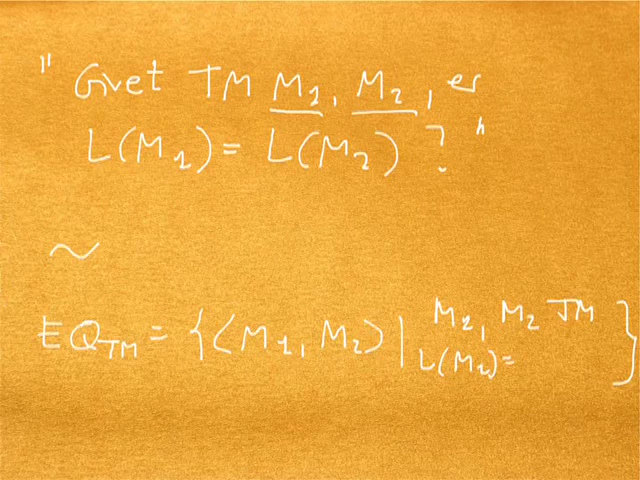 "Givet TM M1, M2, er
L(M1) = L(M2)?"
~
EQTM = {⟨M1, M2⟩ | M1, M2 TM
L(M1)= }